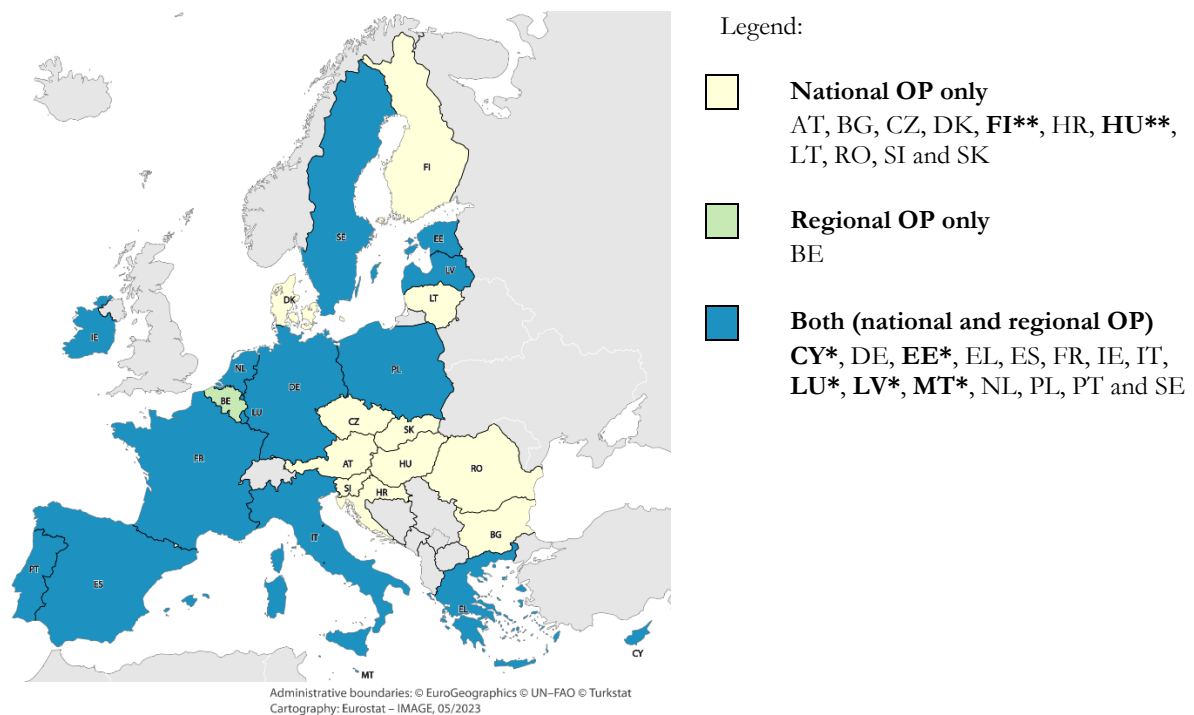 Legend:
National OP only
AT, BG, CZ, DK, FI**, HR, HU**,
LT, RO, SI and SK
Regional OP only
BE
Both (national and regional OP)
CY*, DE, EE*, EL, ES, FR, IE, IT,
LU*, LV*, MT*, NL, PL, PT and SE
FI
SE
EE
LV
LT
DK
IE
NL
PL
DE
BE
LU
CZ
SK
FR
AT
HU
RO
SI
HR
BG
IT
PT
ES
EL
CY
MT
Administrative boundaries: © EuroGeographics © UN–FAO © Turkstat
Cartography: Eurostat – IMAGE, 05/2023